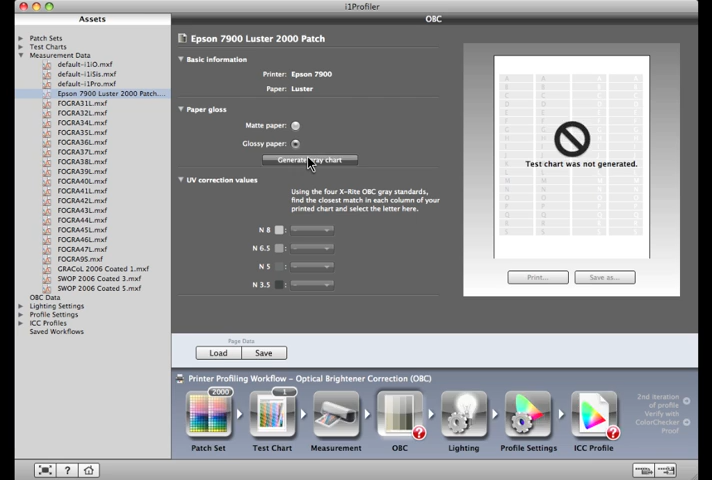 i1Profiler
Assets
OBC
Patch Sets
Test Charts
Measurement Data
default-i1iO.mxf
default-i1iSis.mxf
default-i1Pro.mxf
Epson 7900 Luster 2000 Patch....
FOGRA31L.mxf
FOGRA32L.mxf
FOGRA35L.mxf
FOGRA36L.mxf
FOGRA37L.mxf
FOGRA38L.mxf
FOGRA39L.mxf
FOGRA40L.mxf
FOGRA41L.mxf
FOGRA42L.mxf
FOGRA43L.mxf
FOGRA44L.mxf
FOGRA45L.mxf
FOGRA46L.mxf
FOGRA47L.mxf
FOGRA95.mxf
GRACoL 2006 Coated 1.mxf
SWOP 2006 Coated 3.mxf
SWOP 2006 Coated 5.mxf
OBC Data
Lighting Settings
Profile Settings
ICC Profiles
Saved Workflows
Epson 7900 Luster 2000 Patch
Basic information
Printer: Epson 7900
Paper: Luster
Paper gloss
Matte paper:
Glossy paper:
Generate gray chart
UV correction values
Using the four X-Rite OBC gray standards,
find the closest match in each column of your
printed chart and select the letter here.
N 8 :
N 6.5 :
N 5 :
N 3.5 :
Test chart was not generated.
Print...
Save as...
Page Data
Load
Save
Printer Profiling Workflow – Optical Brightener Correction (OBC)
2000
1
Patch Set
Test Chart
Measurement
OBC
Lighting
Profile Settings
ICC Profile
2nd iteration
of profile
Verify with
ColorChecker
Proof
?